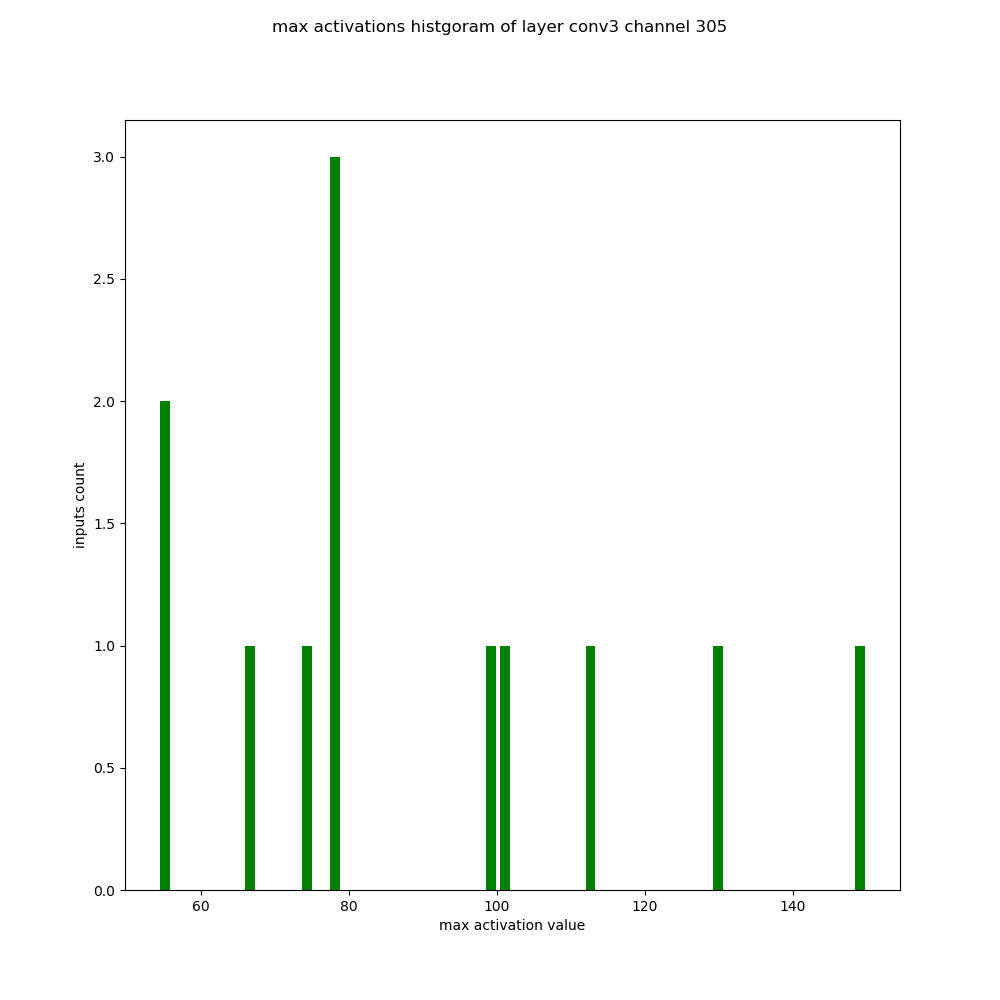 max activations histgoram of layer conv3 channel 305
3.0
2.5
2.0
1.5
1.0
0.5
0.0
inputs count
60 80 100 120 140
max activation value